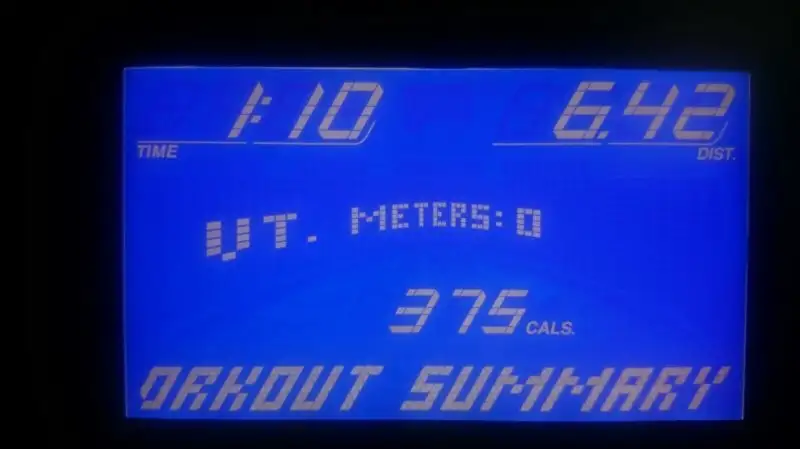 1:10 6.42
TIME DIST.
VT. METERS: 0
375 CALS.
ORKOUT SUMMARY